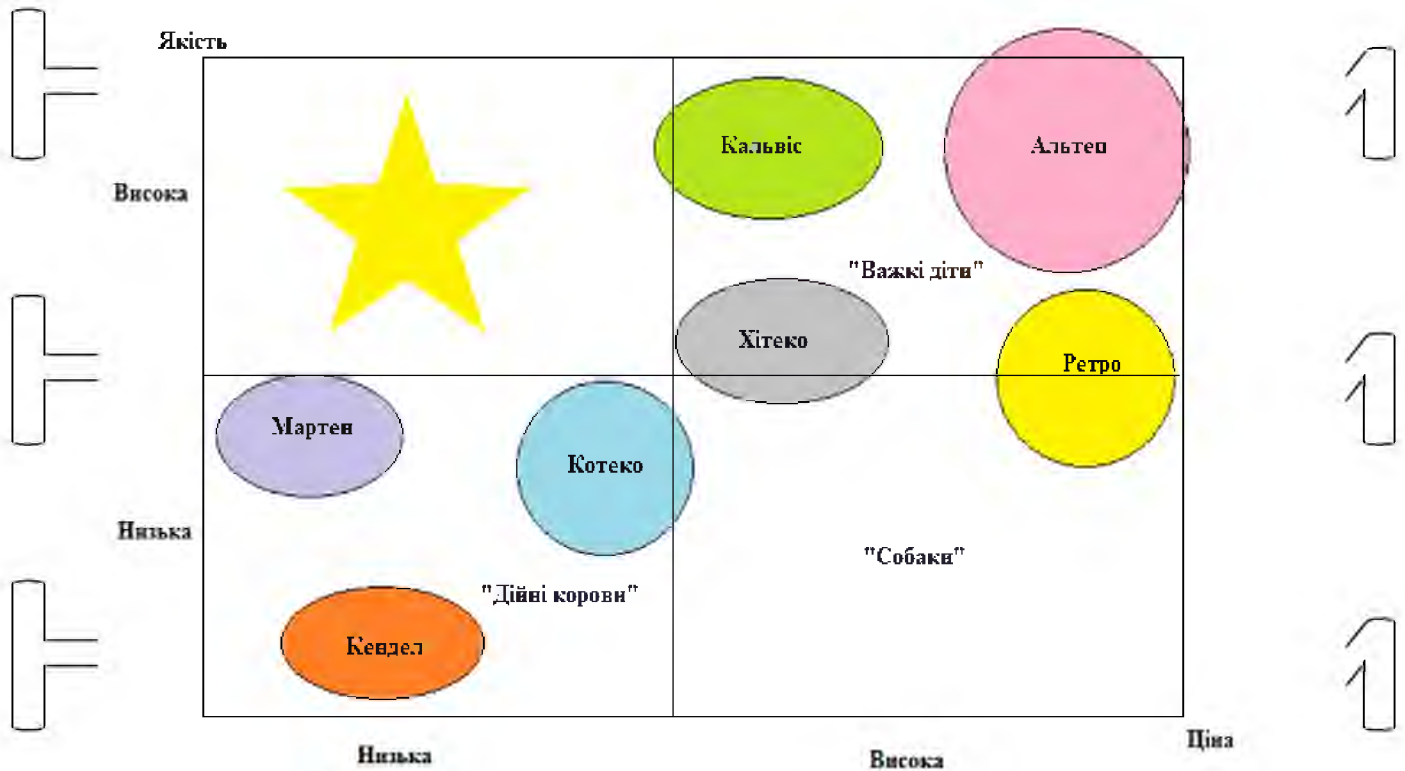 Якість
Кальвіс
Альтеп
Висока
"Важкі діти"
Хітеко
Ретро
Мартен
Котеко
Низька
"Собаки"
"Дійні корови"
Кендел
Ціна
Низька
Висока